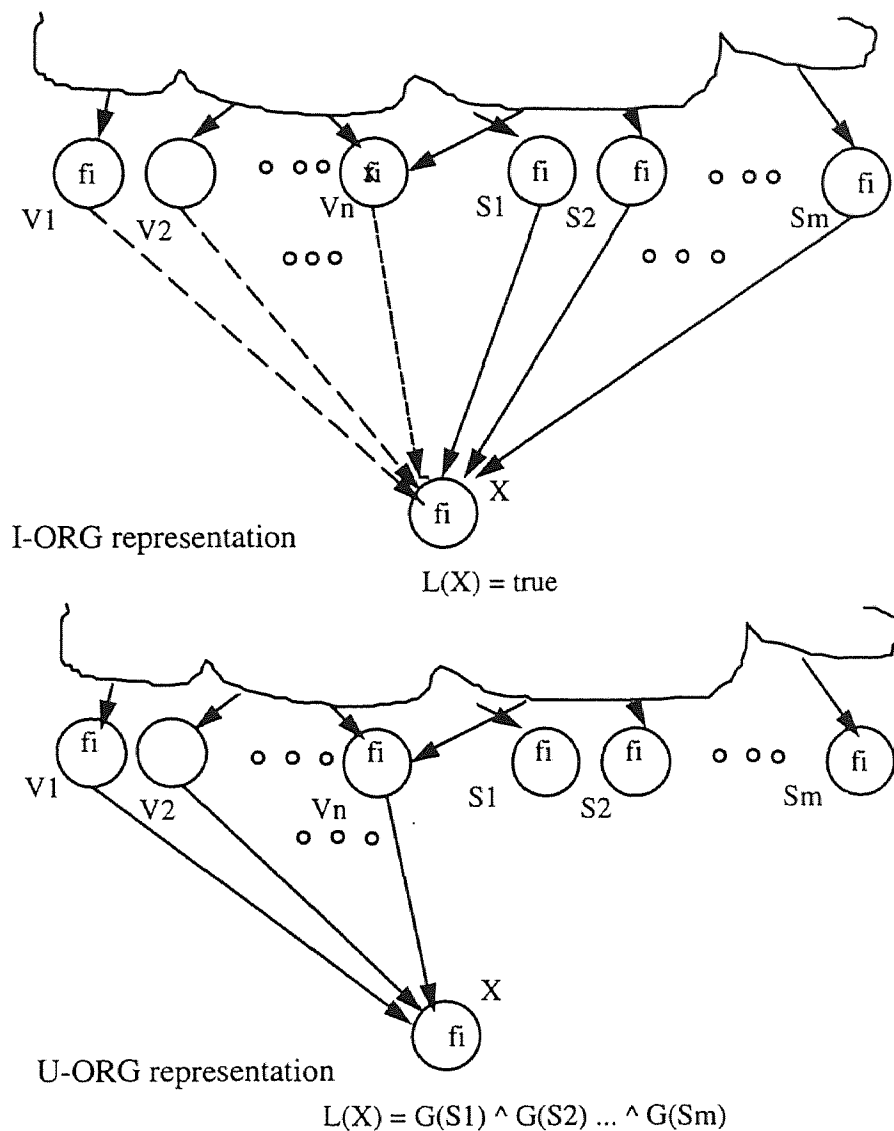 fi fi fi fi fi
V1 V2 Vn S1 S2 Sm
X
fi
I-ORG representation
L(X) = true
fi fi fi fi fi
V1 V2 Vn S1 S2 Sm
X
fi
U-ORG representation
L(X) = G(S1) ^ G(S2) ... ^ G(Sm)